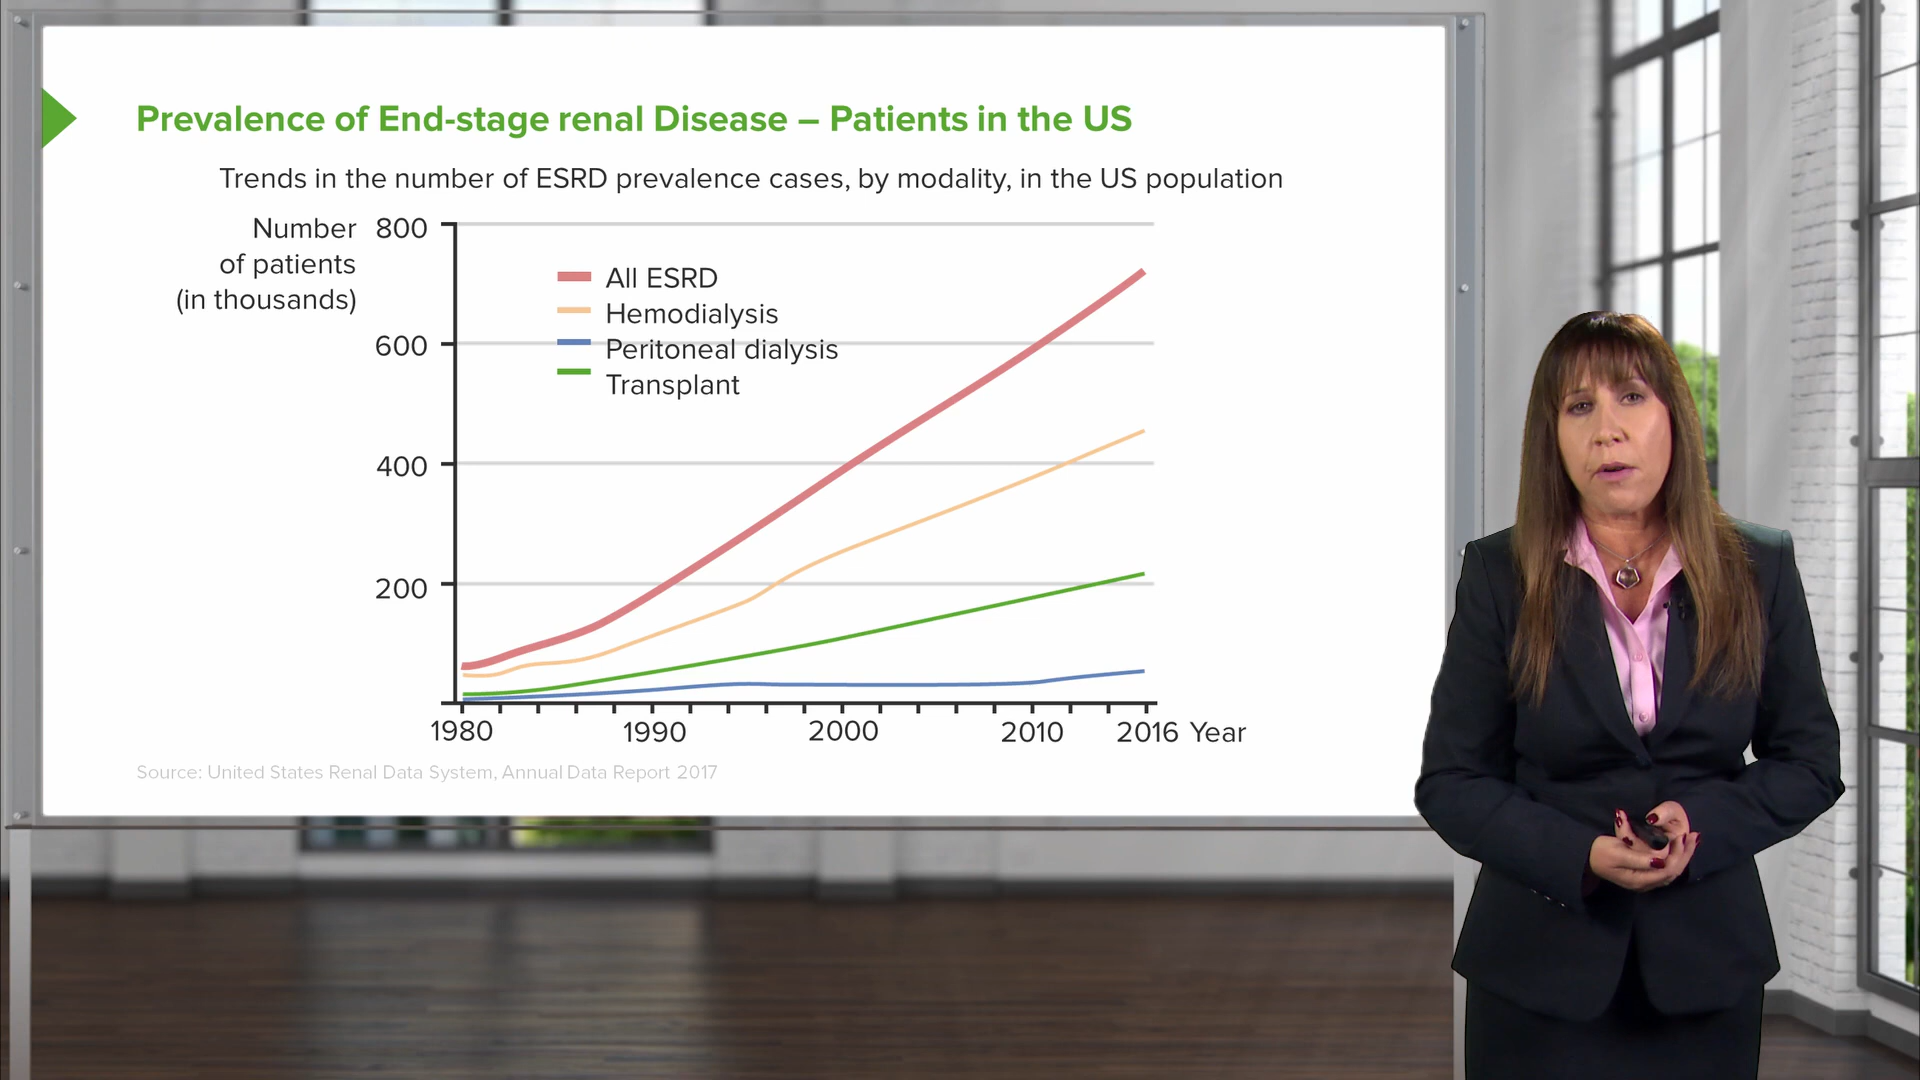 Prevalence of End-stage renal Disease – Patients in the US
Trends in the number of ESRD prevalence cases, by modality, in the US population
Number
of patients
(in thousands)
800
600
400
200
All ESRD
Hemodialysis
Peritoneal dialysis
Transplant
1980 1990 2000 2010 2016 Year
Source: United States Renal Data System, Annual Data Report 2017